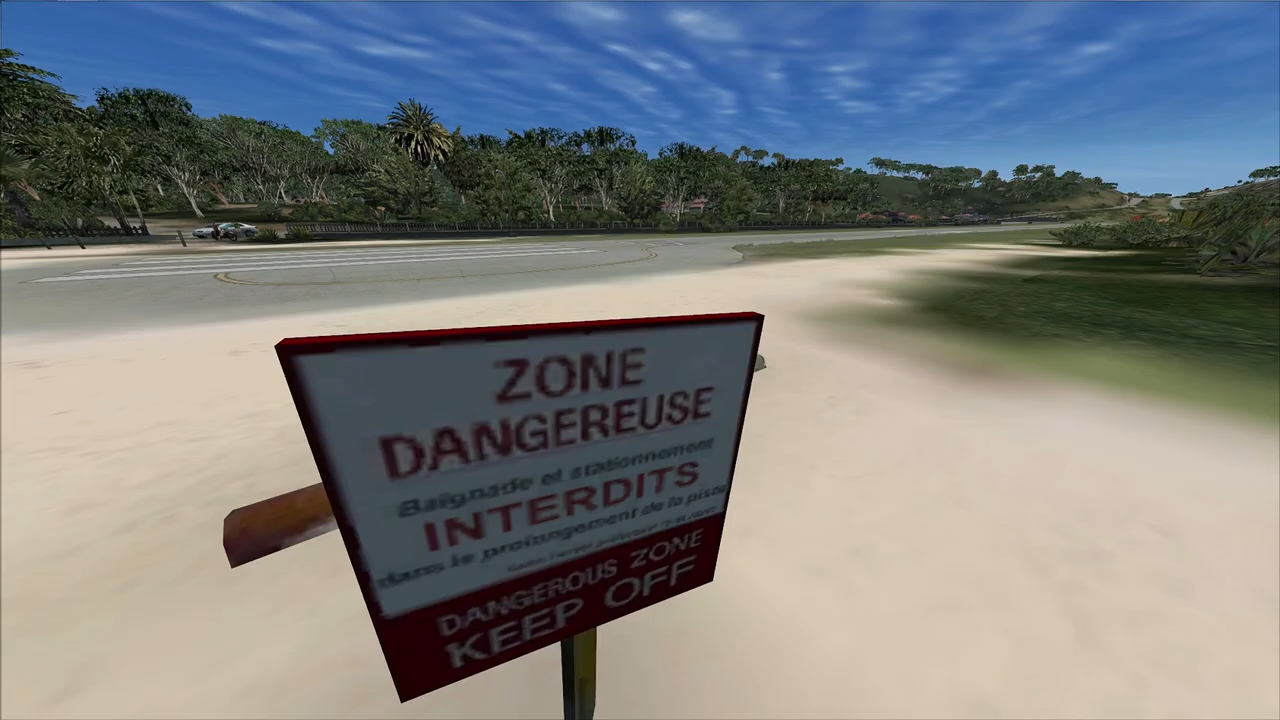 ZONE
DANGEREUSE
Baignade et stationnement
INTERDITS
dans le prolongement de la piste
DANGEROUS ZONE
KEEP OFF